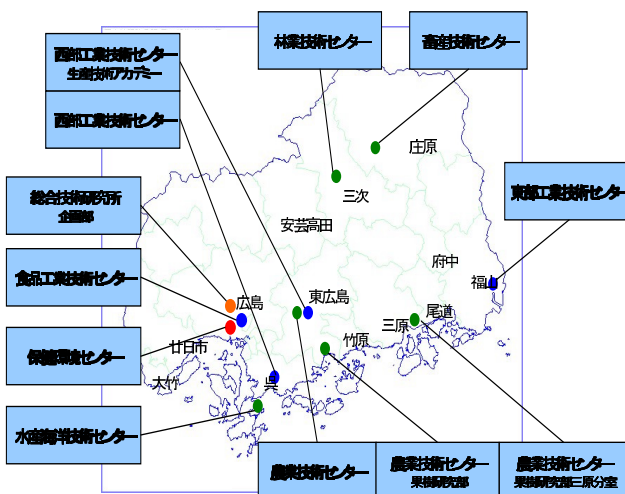 西部工業技術センター
生産技術アカデミー
西部工業技術センター
林業技術センター
畜産技術センター
総合技術研究所
企画部
食品工業技術センター
保健環境センター
水産海洋技術センター
東部工業技術センター
庄原
三次
安芸高田
府中
福山
広島
東広島
尾道
三原
竹原
廿日市
大竹
呉
農業技術センター
農業技術センター
果樹研究部
農業技術センター
果樹研究部三原分室